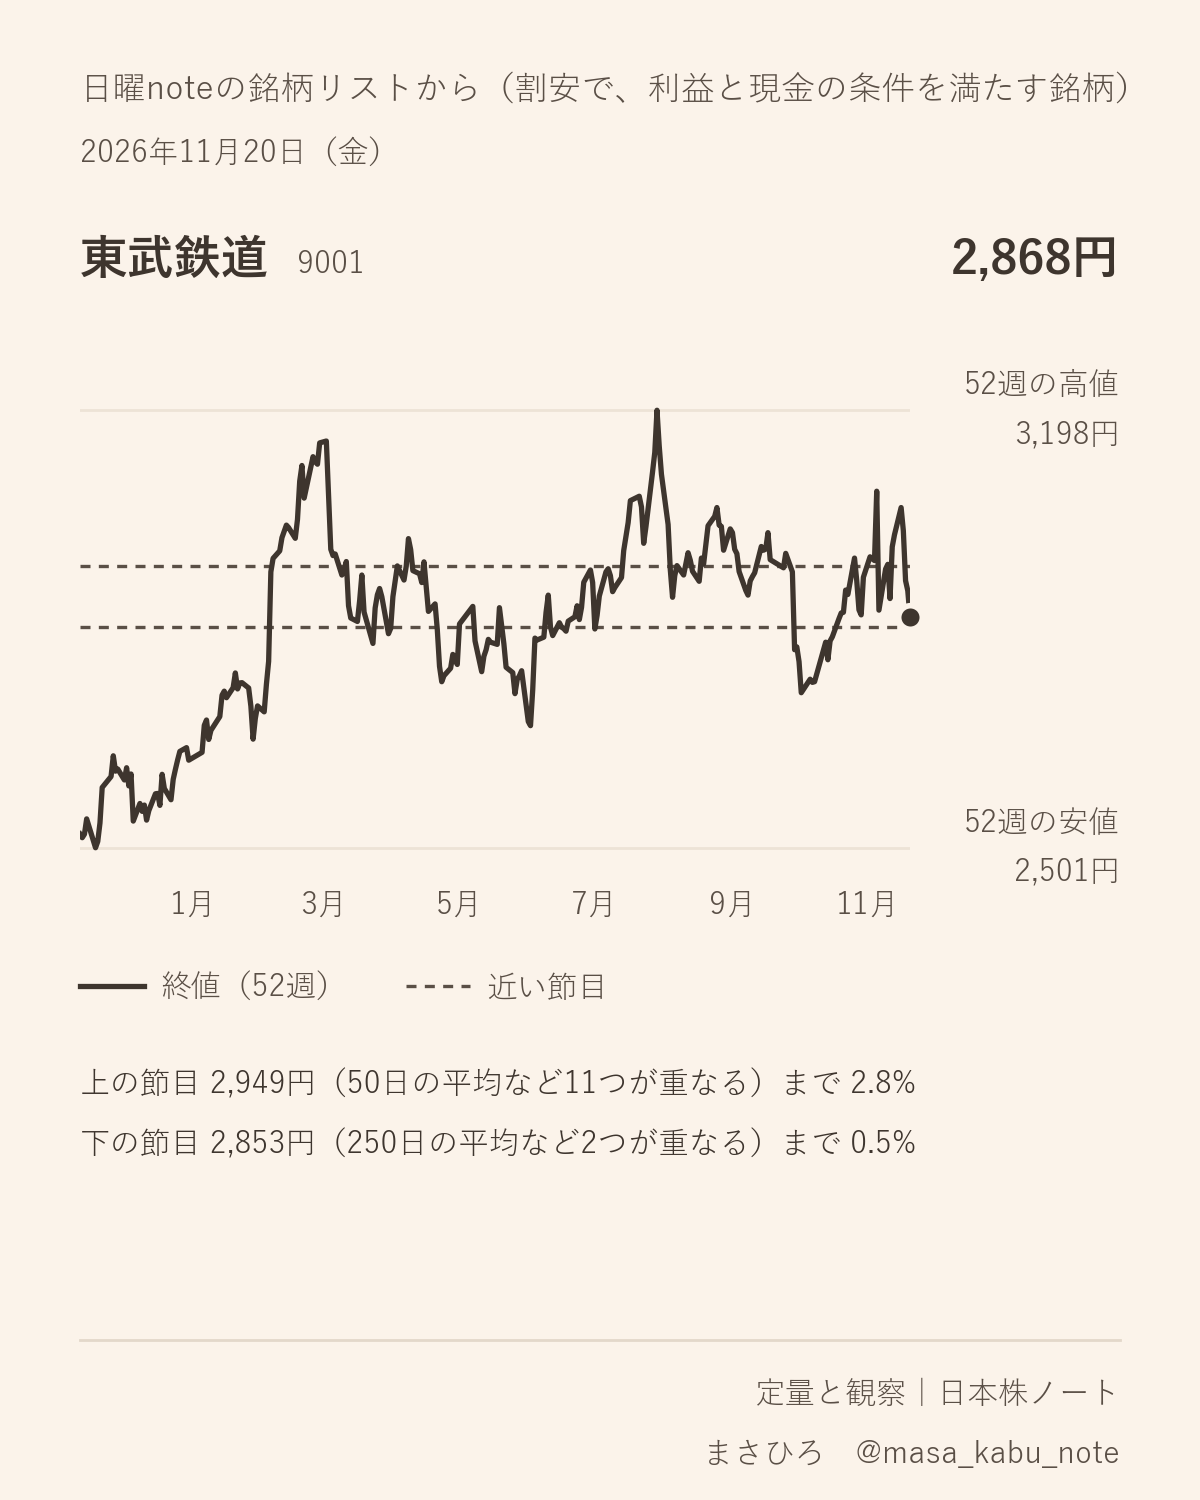 日曜noteの銘柄リストから（割安で、利益と現金の条件を満たす銘柄）
2026年11月20日（金）
東武鉄道 9001 2,868円
52週の高値
3,198円
52週の安値
2,501円
1月 3月 5月 7月 9月 11月
終値（52週） 近い節目
上の節目 2,949円（50日の平均など11つが重なる）まで 2.8%
下の節目 2,853円（250日の平均など2つが重なる）まで 0.5%
定量と観察｜日本株ノート
まさひろ　@masa_kabu_note